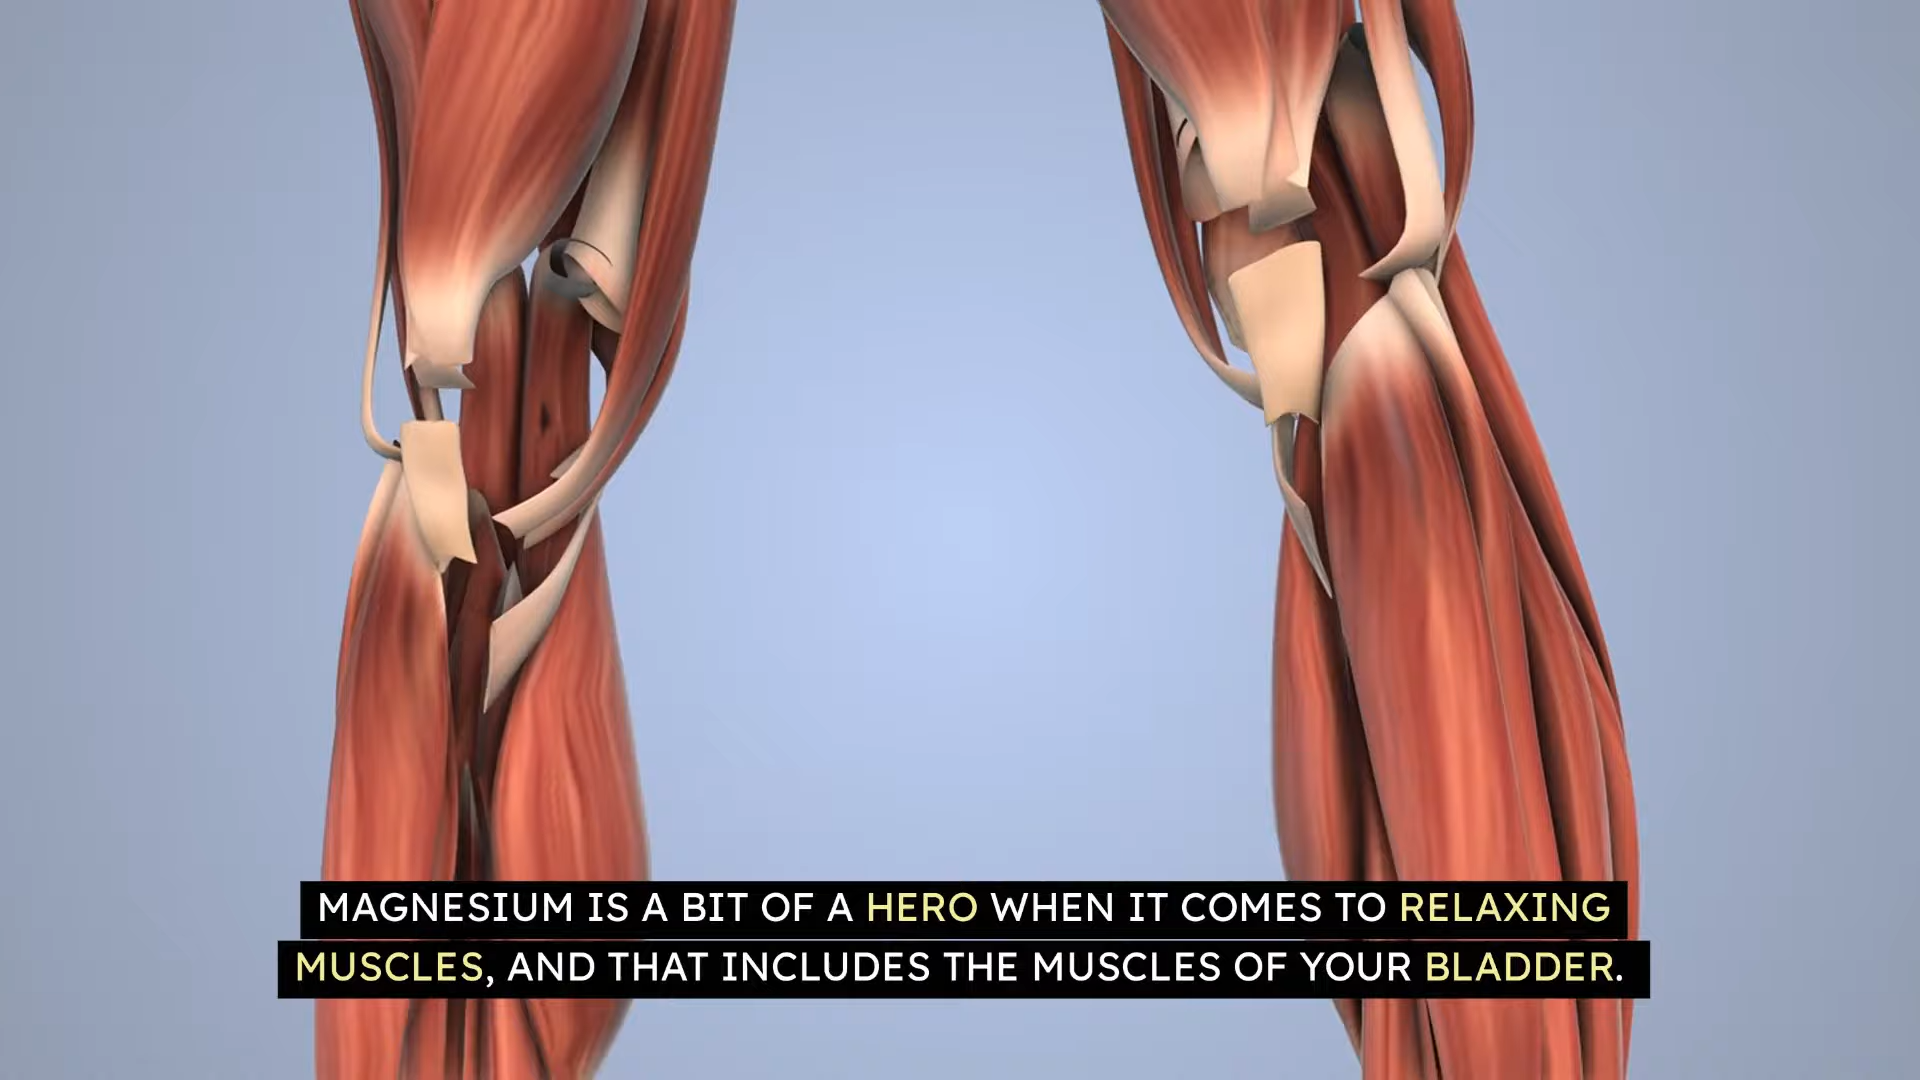 MAGNESIUM IS A BIT OF A HERO WHEN IT COMES TO RELAXING
MUSCLES, AND THAT INCLUDES THE MUSCLES OF YOUR BLADDER.